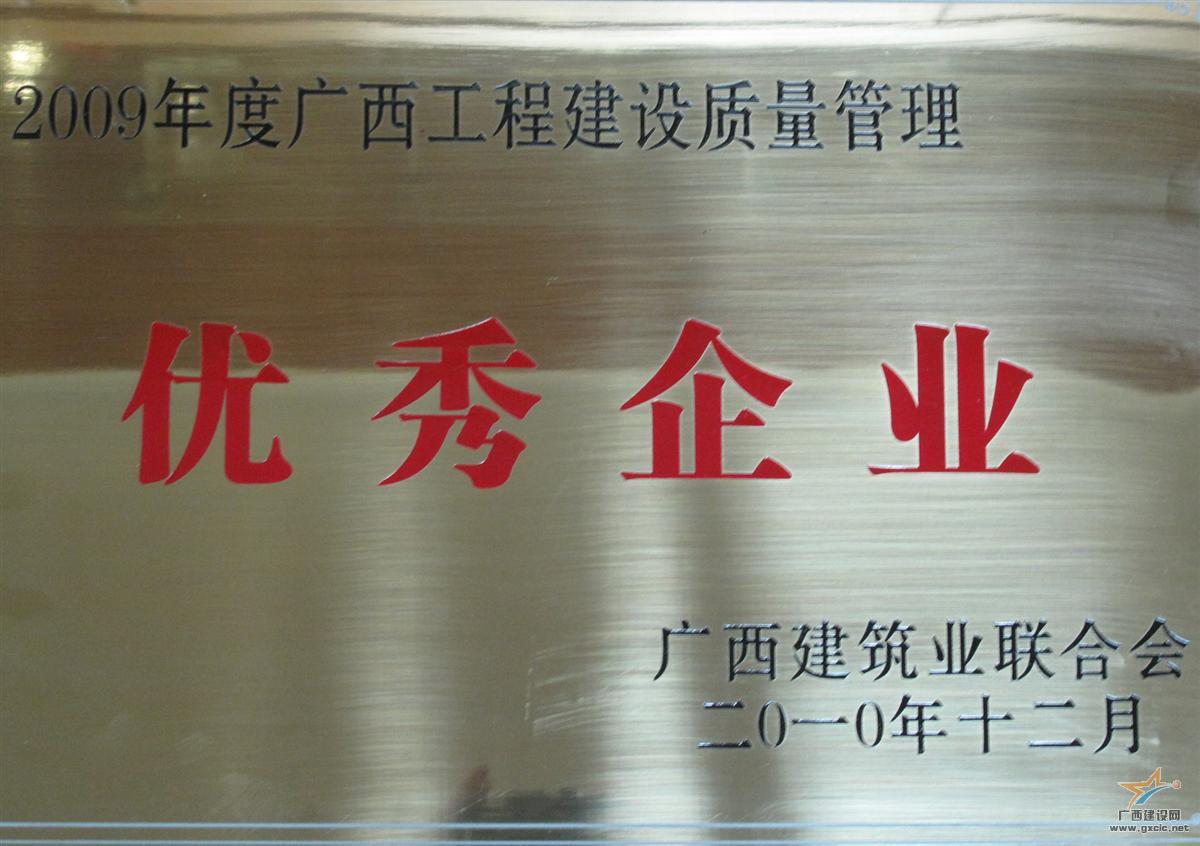 2009年度广西工程建设质量管理
优秀企业
广西建筑业联合会
二0一0年十二月
广西建设网
www.gxcic.net